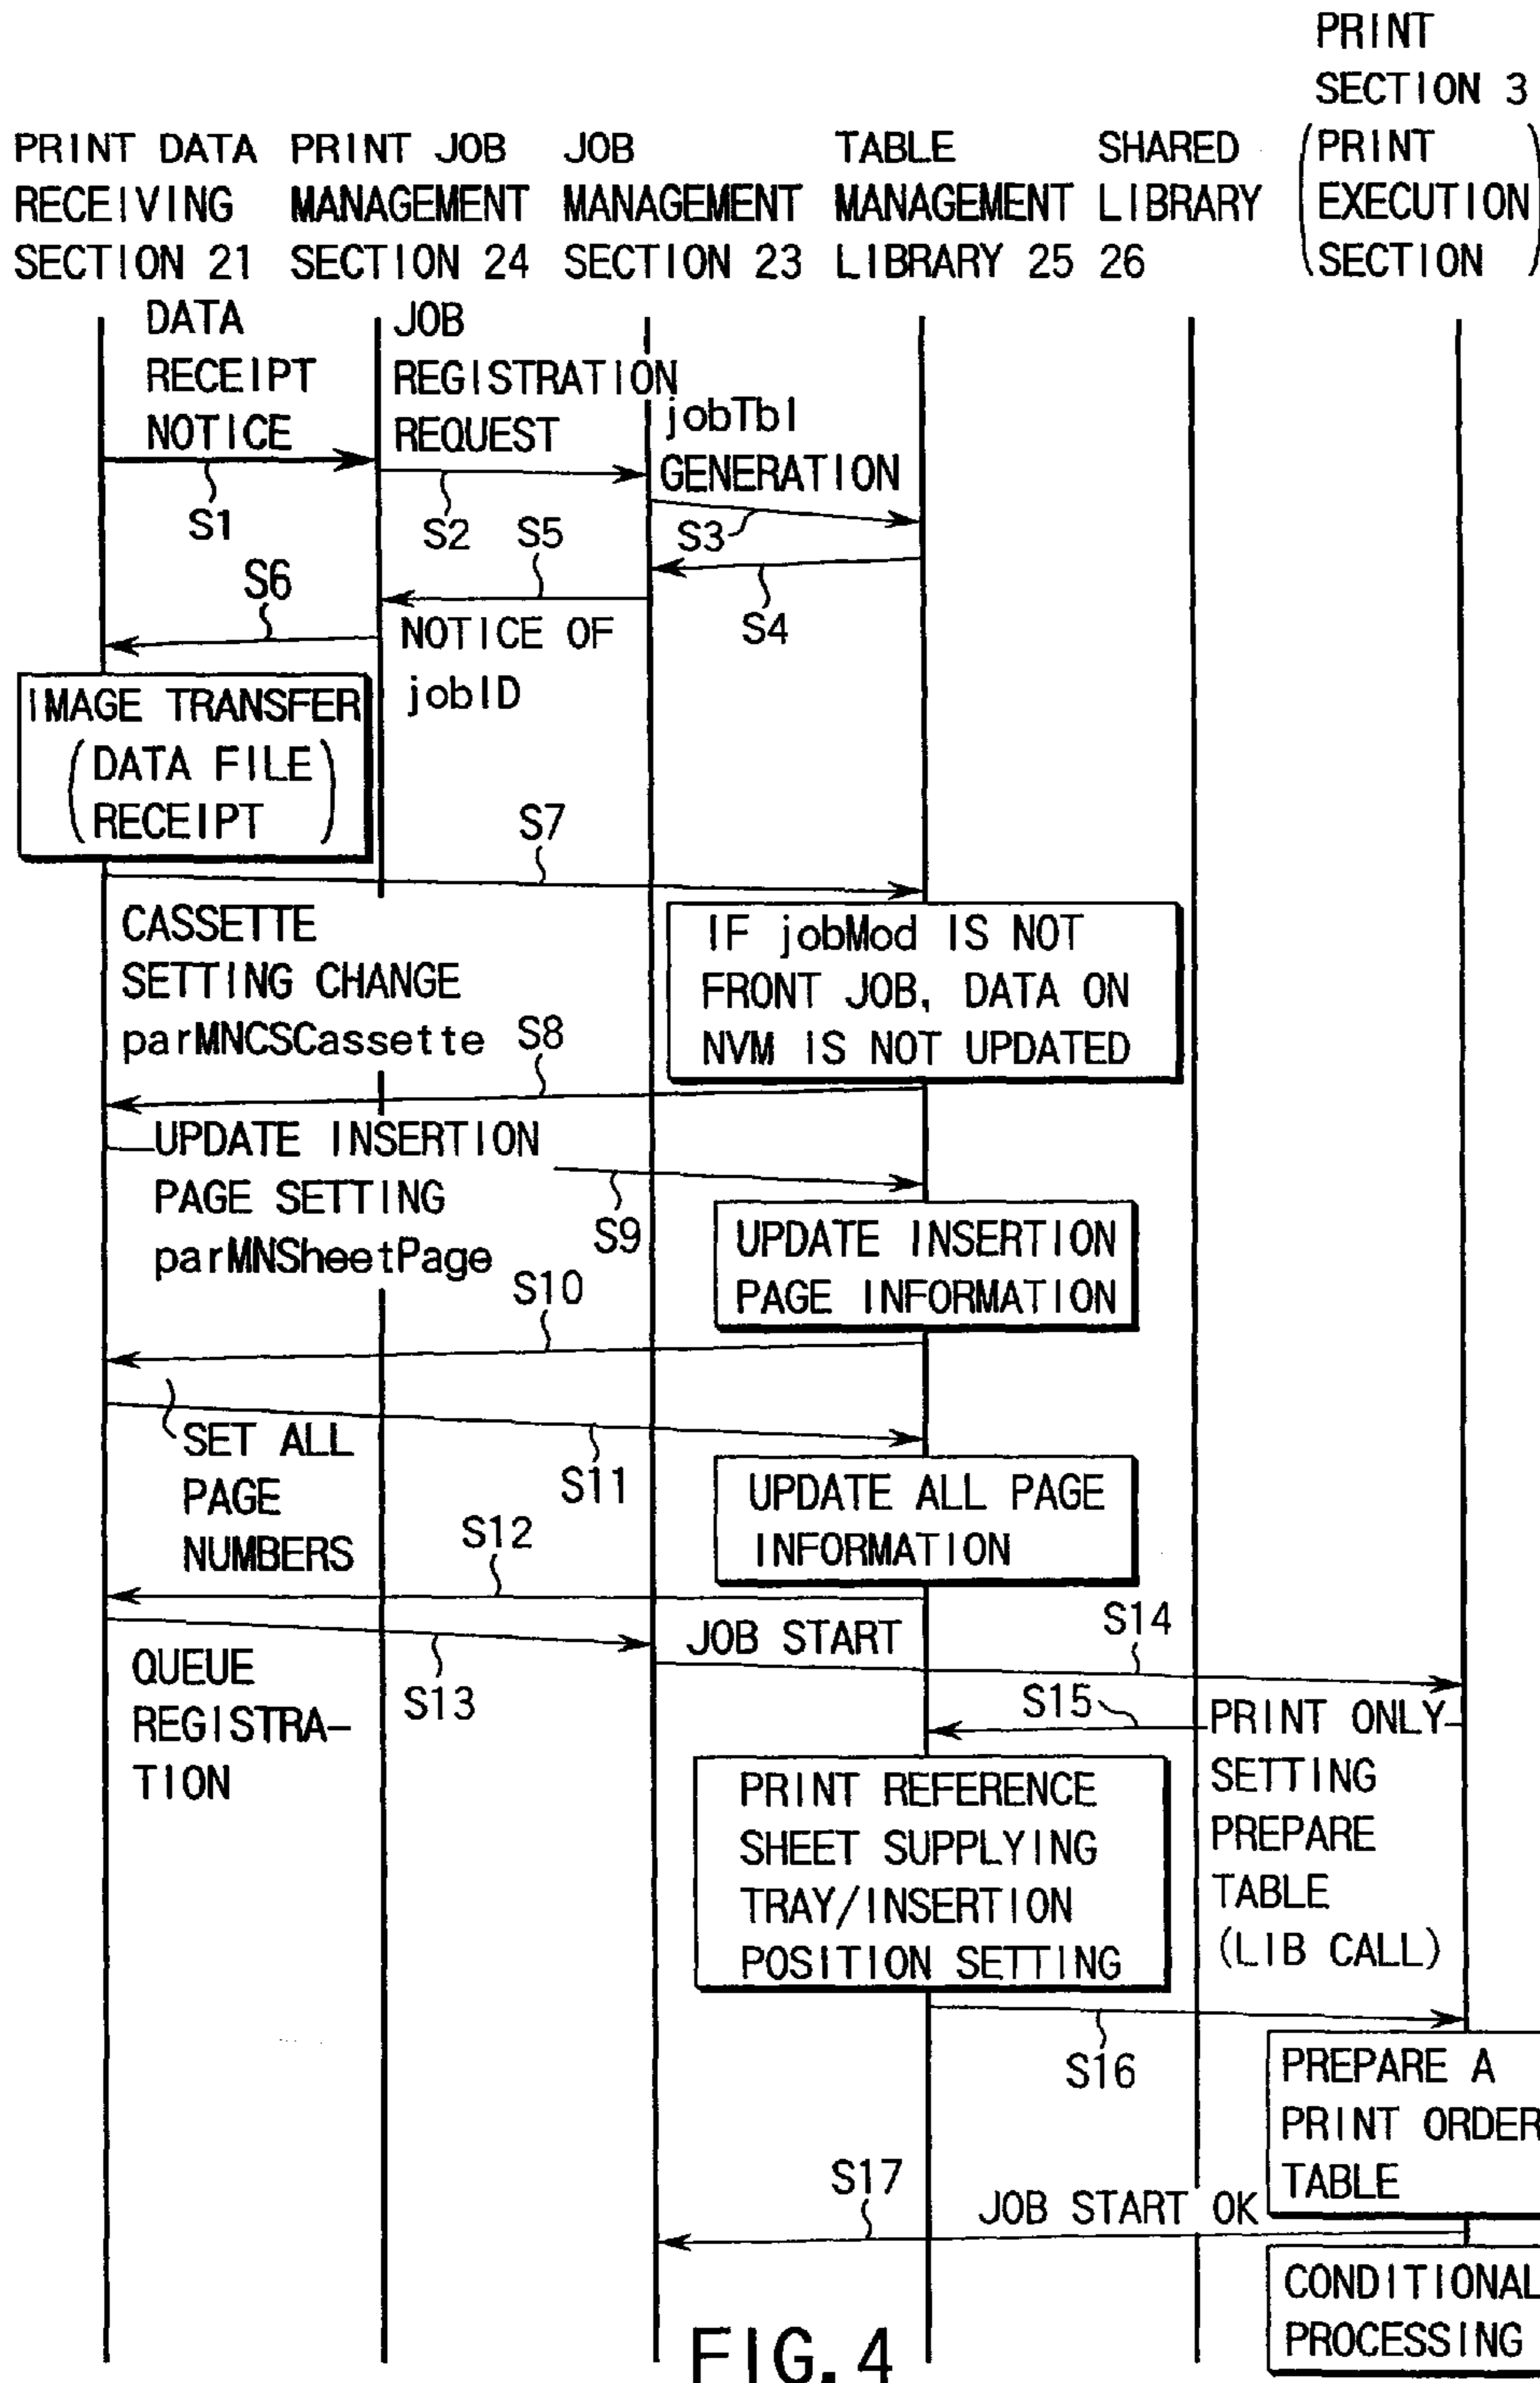 PRINT
SECTION 3
(PRINT
EXECUTION
SECTION)
PRINT DATA
RECEIVING
SECTION 21
PRINT JOB
MANAGEMENT
SECTION 24
JOB
MANAGEMENT
SECTION 23
TABLE
MANAGEMENT
LIBRARY 25
SHARED
LIBRARY
26
DATA
RECEIPT
NOTICE
S1
JOB
REGISTRATION
REQUEST
S2
jobTbl
GENERATION
S3
S4
S5
NOTICE OF
jobID
S6
IMAGE TRANSFER
(DATA FILE
RECEIPT)
S7
CASSETTE
SETTING CHANGE
parMNCSCassette
IF jobMod IS NOT
FRONT JOB, DATA ON
NVM IS NOT UPDATED
S8
UPDATE INSERTION
PAGE SETTING
parMNSheetPage
S9
UPDATE INSERTION
PAGE INFORMATION
S10
SET ALL
PAGE
NUMBERS
S11
UPDATE ALL PAGE
INFORMATION
S12
QUEUE
REGISTRA-
TION
S13
JOB START
S14
S15
PRINT ONLY
SETTING
PREPARE
TABLE
(LIB CALL)
PRINT REFERENCE
SHEET SUPPLYING
TRAY/INSERTION
POSITION SETTING
S16
PREPARE A
PRINT ORDER
TABLE
S17
JOB START OK
CONDITIONAL
PROCESSING
FIG. 4